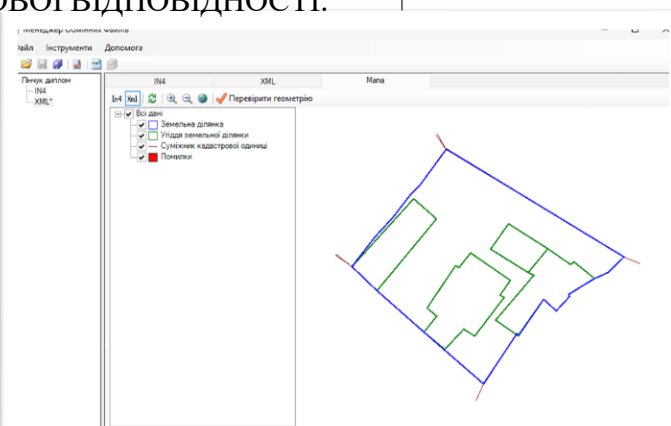 ОВОЇ ВІДПОВІДНОСТІ.
Менеджер Обмінних Файлів
Файл Інструменти Допомога
Пінчук диплом
IN4
XML*
IN4 XML Мапа
In4 Xml Перевірити геометрію
Всі дані
Земельна ділянка
Угіддя земельної ділянки
Суміжник кадастрової одиниці
Помилки